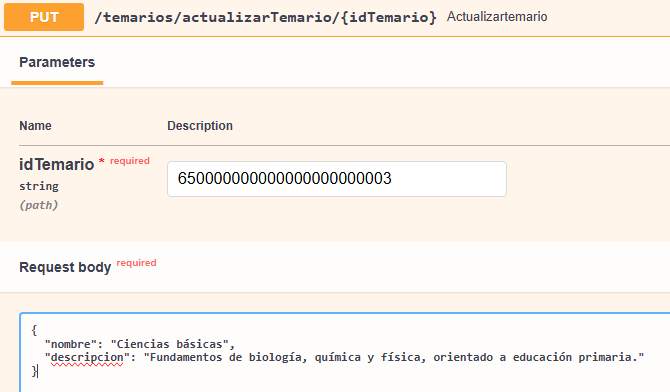 PUT /temarios/actualizarTemario/{idTemario} Actualizartemario
Parameters
Name Description
idTemario * required
string
(path)
650000000000000000000003
Request body required
{
  "nombre": "Ciencias básicas",
  "descripcion": "Fundamentos de biología, química y física, orientado a educación primaria."
}